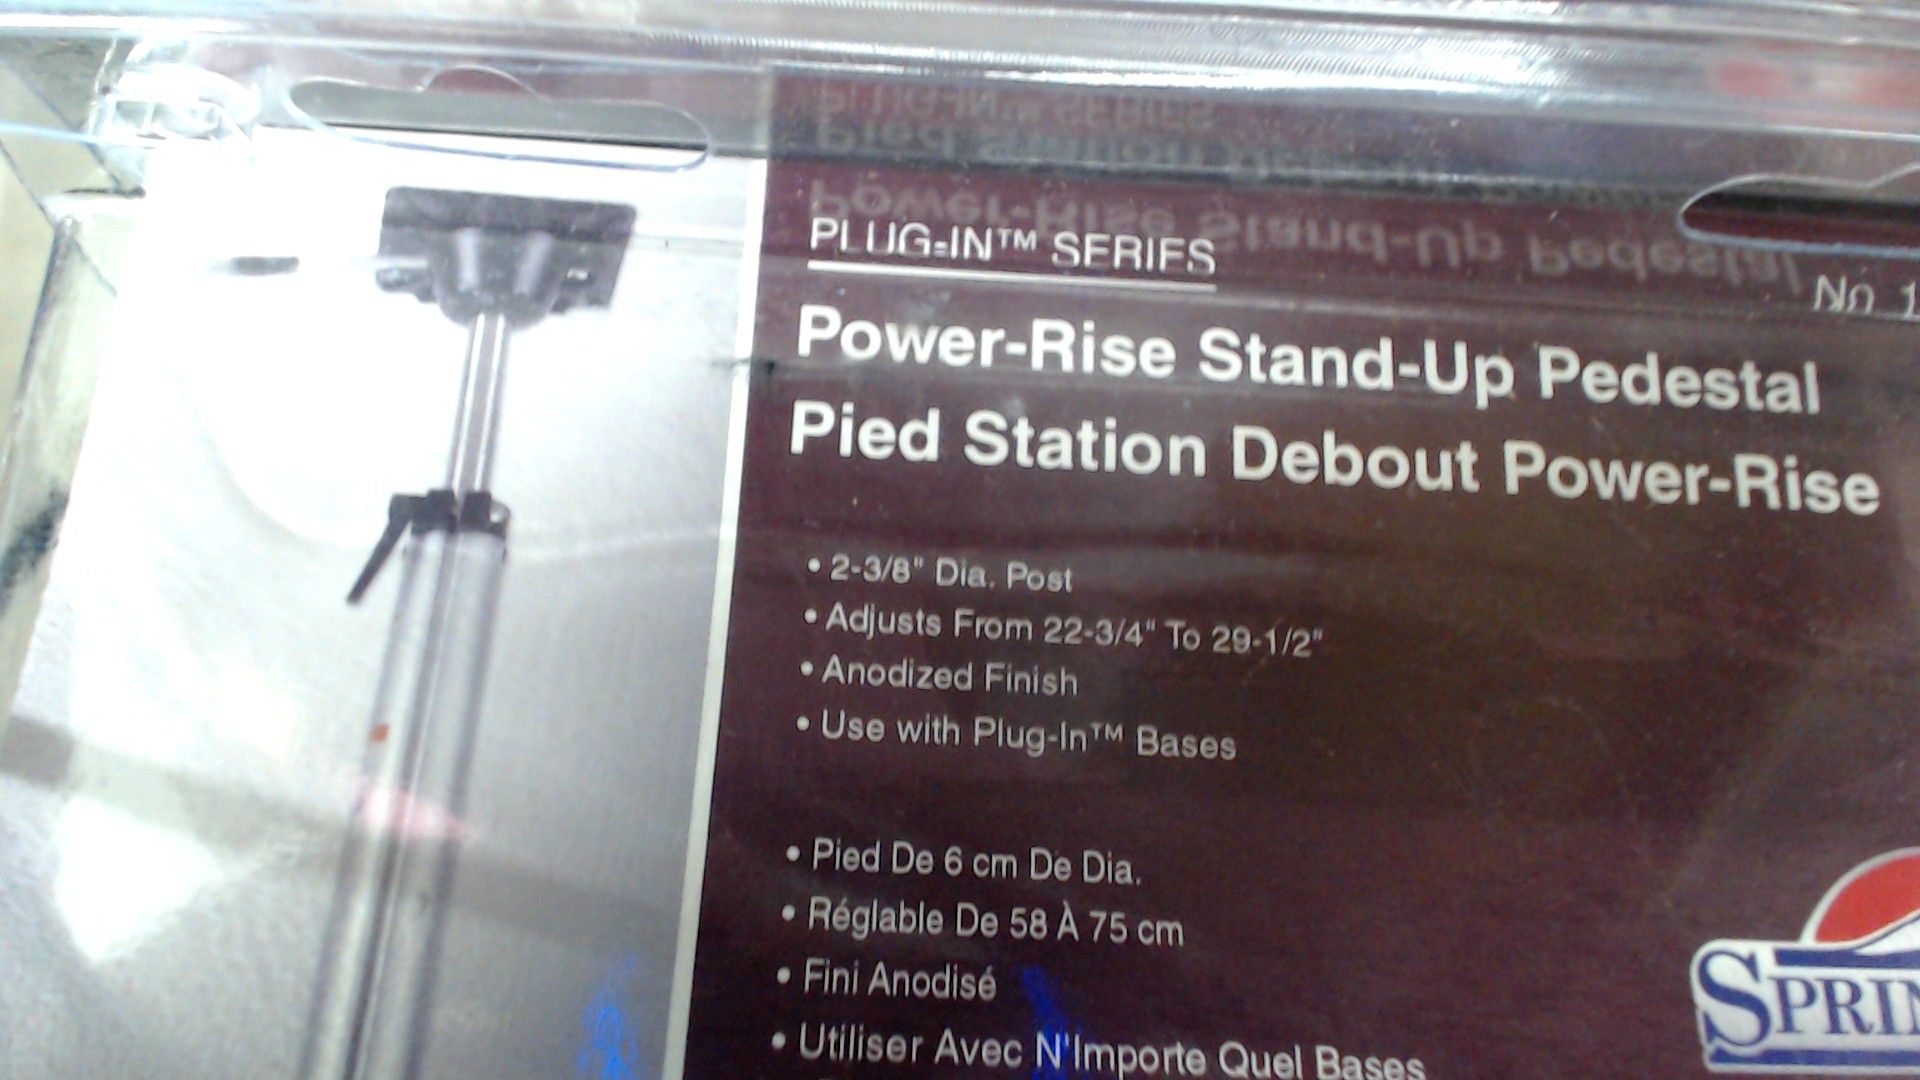 PLUG-IN™ SERIES
No. 1
Power-Rise Stand-Up Pedestal
Pied Station Debout Power-Rise
• 2-3/8" Dia. Post
• Adjusts From 22-3/4" To 29-1/2"
• Anodized Finish
• Use with Plug-In™ Bases
• Pied De 6 cm De Dia.
• Réglable De 58 À 75 cm
• Fini Anodisé
• Utiliser Avec N'Importe Quel Bases
SPRIN